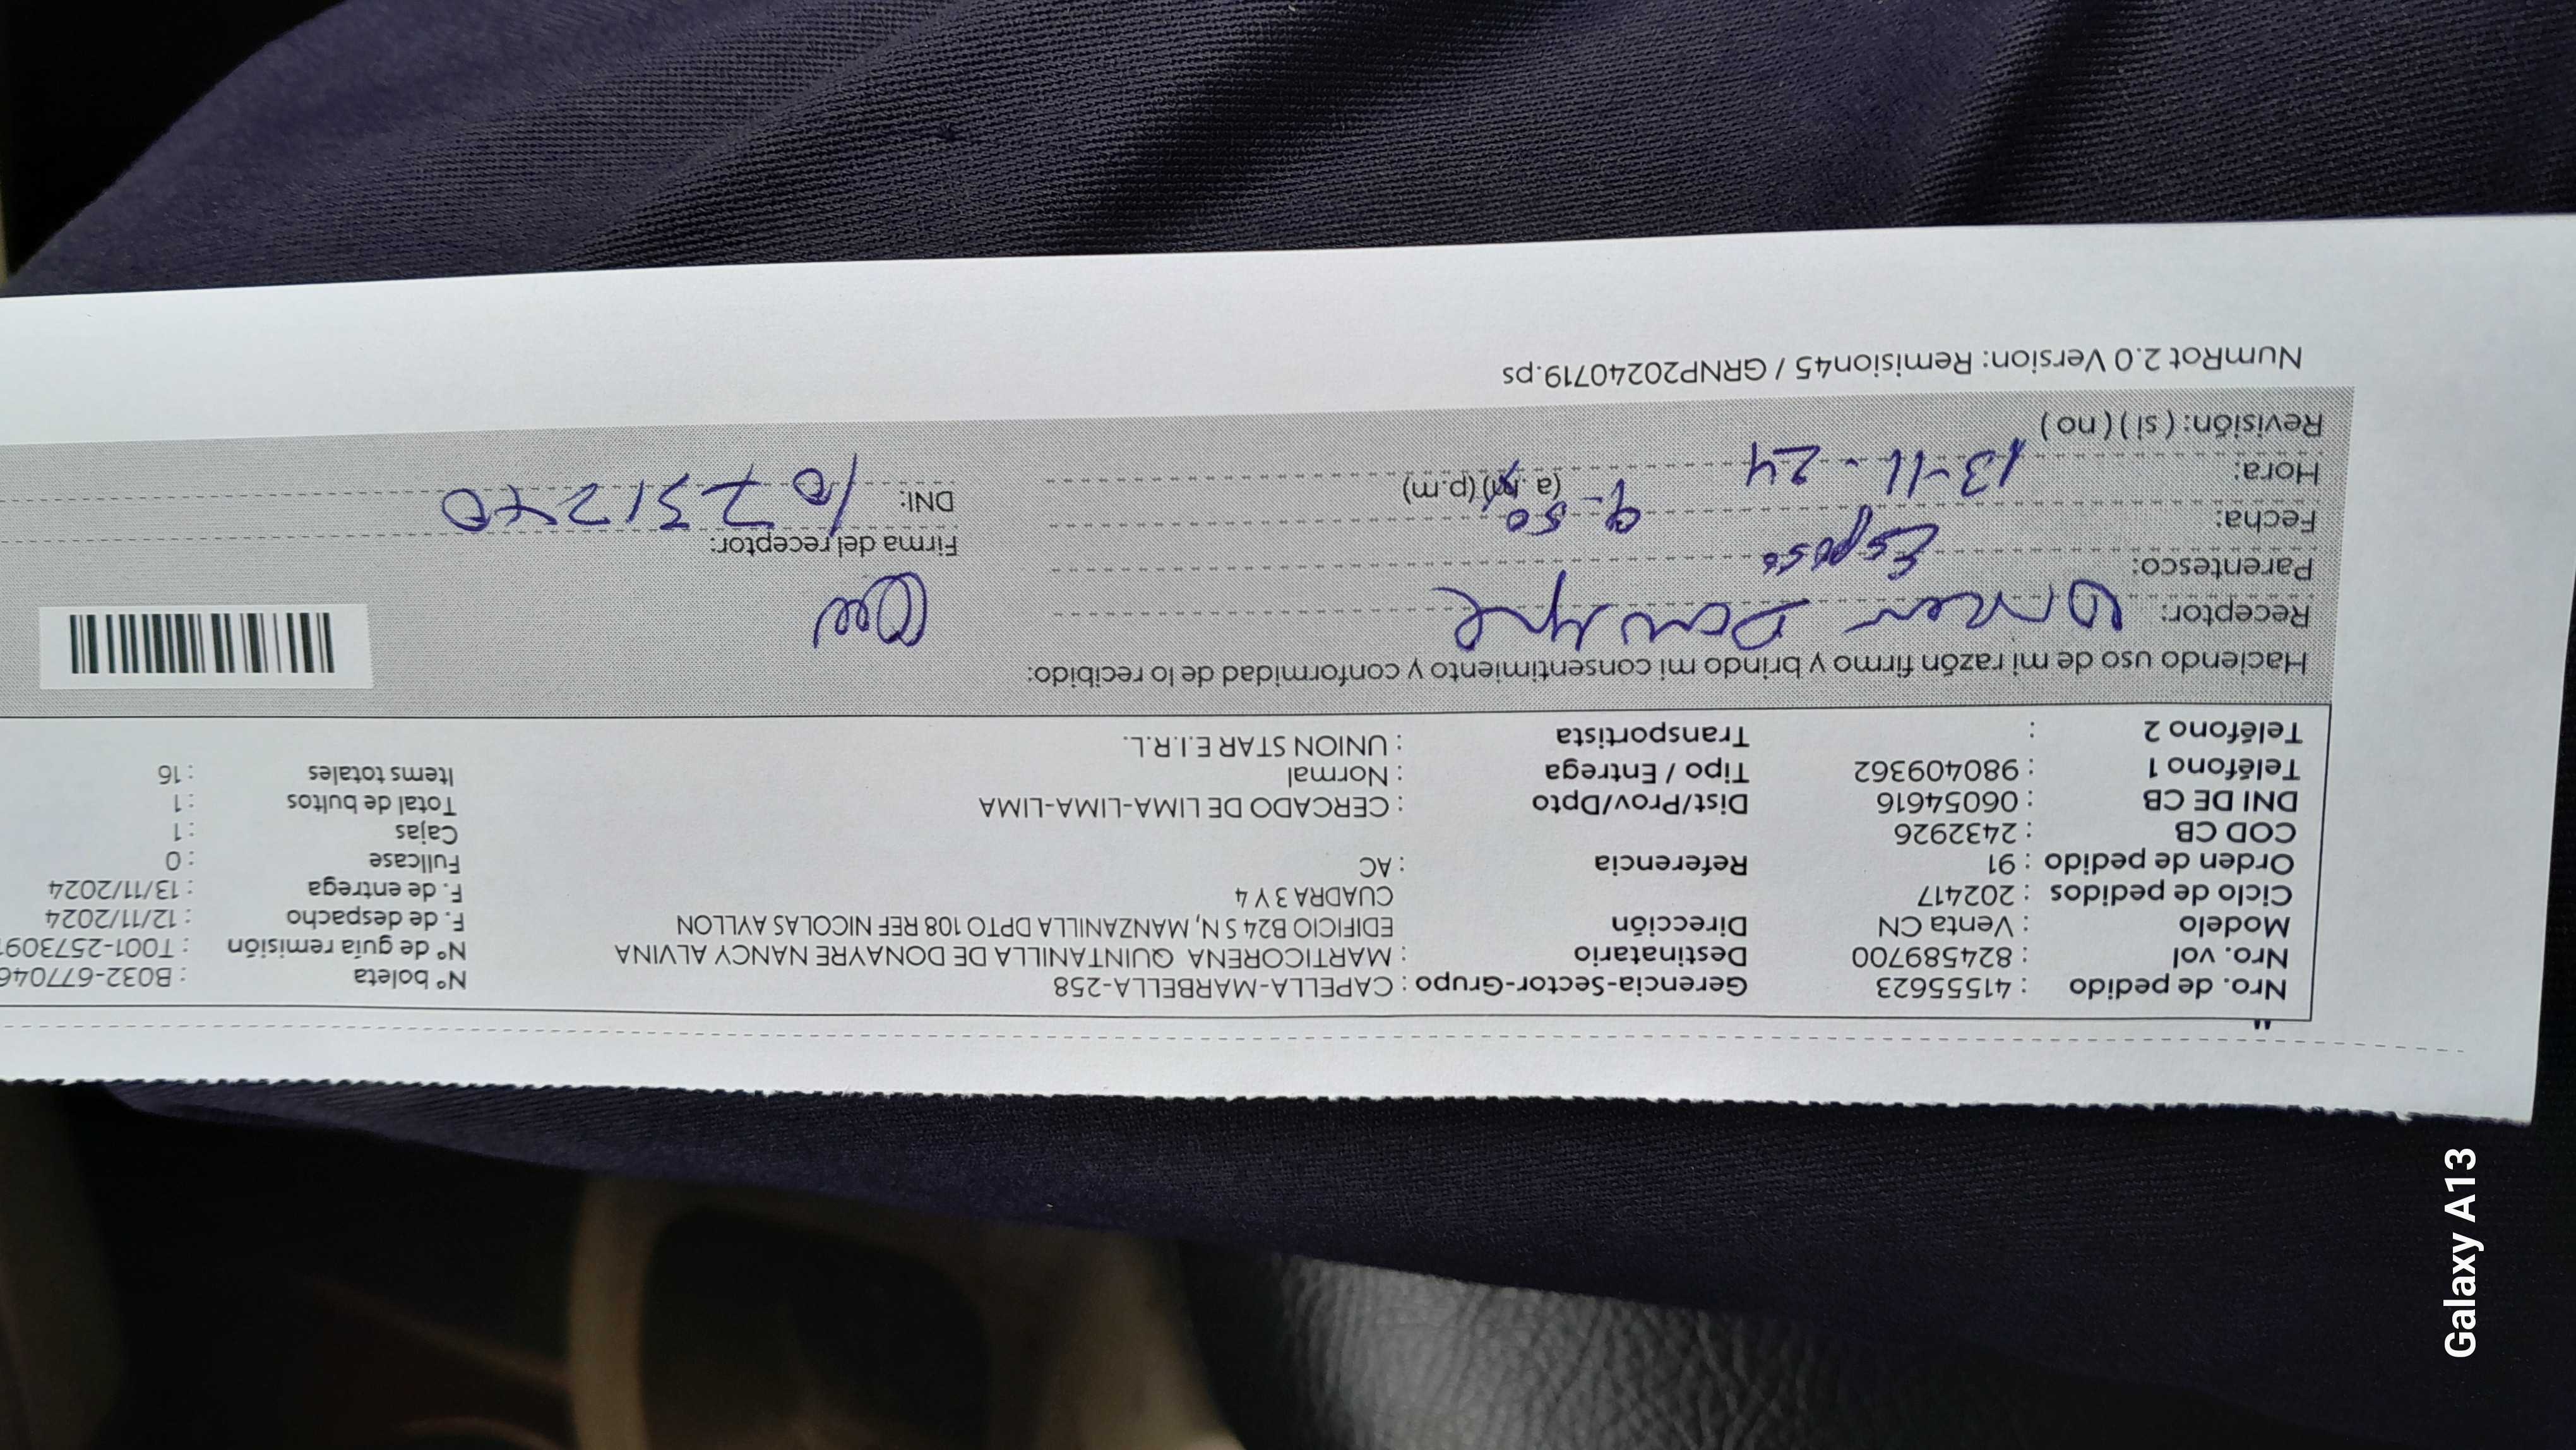 Nro. de pedido : 41555623 Gerencia-Sector-Grupo : CAPELLA-MARBELLA-258 N° boleta : B032-677046
Nro. vol : 824589700 Destinatario : MARTICORENA QUINTANILLA DE DONAYRE NANCY ALVINA N° de guía remisión : T001-257309
Modelo : Venta CN Dirección EDIFICIO B24 S N, MANZANILLA DPTO 108 REF NICOLAS AYLLON F. de despacho : 12/11/2024
Ciclo de pedidos : 202417 CUADRA 3 Y 4 F. de entrega : 13/11/2024
Orden de pedido : 91 Referencia : AC Fullcase : 0
COD CB : 2432926 Cajas : 1
DNI DE CB : 06054616 Dist/Prov/Dpto : CERCADO DE LIMA-LIMA-LIMA Total de bultos : 1
Teléfono 1 : 980409362 Tipo / Entrega : Normal Items totales : 16
Teléfono 2 : Transportista : UNION STAR E.I.R.L.
Haciendo uso de mi razón firmo y brindo mi consentimiento y conformidad de lo recibido:
Receptor:
Parentesco: Esposo Firma del receptor:
Fecha: 9-50 DNI: 10731270
Hora: 13-11-24 (a.m) (p.m)
Revisión: ( si ) ( no )
NumRot 2.0 Version: Remision45 / GRNP20240719.ps
Galaxy A13